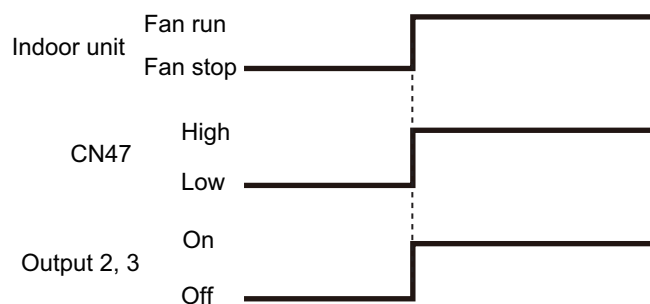 Fan run
Indoor unit
Fan stop
High
CN47
Low
On
Output 2, 3
Off